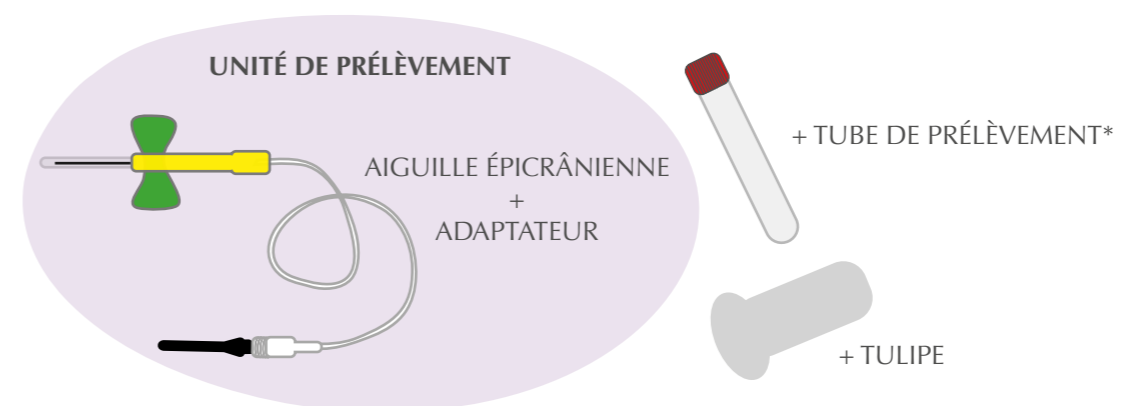 UNITÉ DE PRÉLÈVEMENT
AIGUILLE ÉPICRÂNIENNE
+
ADAPTATEUR
+ TUBE DE PRÉLÈVEMENT*
+ TULIPE